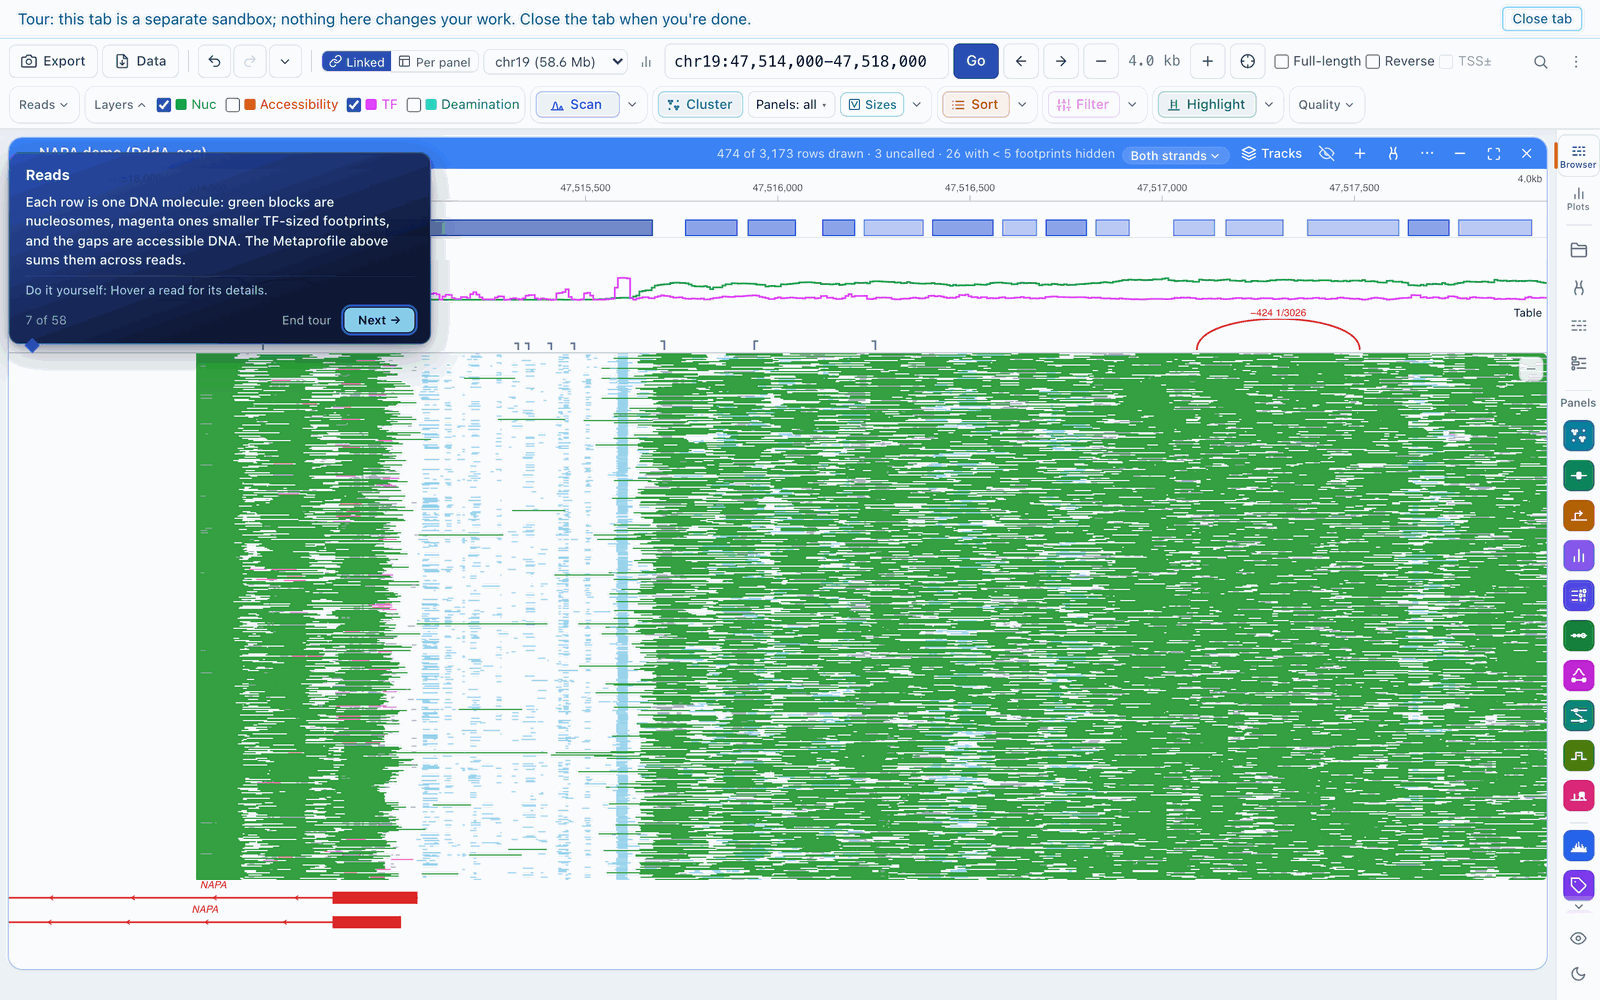 Tour: this tab is a separate sandbox; nothing here changes your work. Close the tab when you're done.
Close tab
Export
Data
Linked
Per panel
chr19 (58.6 Mb)
chr19:47,514,000–47,518,000
Go
4.0 kb
Full-length
Reverse
TSS±
Reads
Layers
Nuc
Accessibility
TF
Deamination
Scan
Cluster
Panels: all
Sizes
Sort
Filter
Highlight
Quality
474 of 3,173 rows drawn · 3 uncalled · 26 with < 5 footprints hidden
Both strands
Tracks
Browser
Reads
Each row is one DNA molecule: green blocks are
nucleosomes, magenta ones smaller TF-sized footprints,
and the gaps are accessible DNA. The Metaprofile above
sums them across reads.
Do it yourself: Hover a read for its details.
7 of 58
End tour
Next →
4.0kb
47,515,500
47,516,000
47,516,500
47,517,000
47,517,500
Plots
−424 1/3026
Table
Panels
NAPA
NAPA